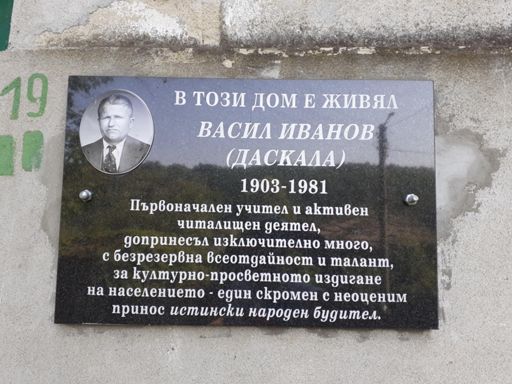 19
В ТОЗИ ДОМ Е ЖИВЯЛ
ВАСИЛ ИВАНОВ
(ДАСКАЛА)
1903-1981
Първоначален учител и активен
читалищен деятел,
допринесъл изключително много,
с безрезервна всеотдайност и талант,
за културно-просветното издигане
на населението - един скромен с неоценим
принос истински народен будител.